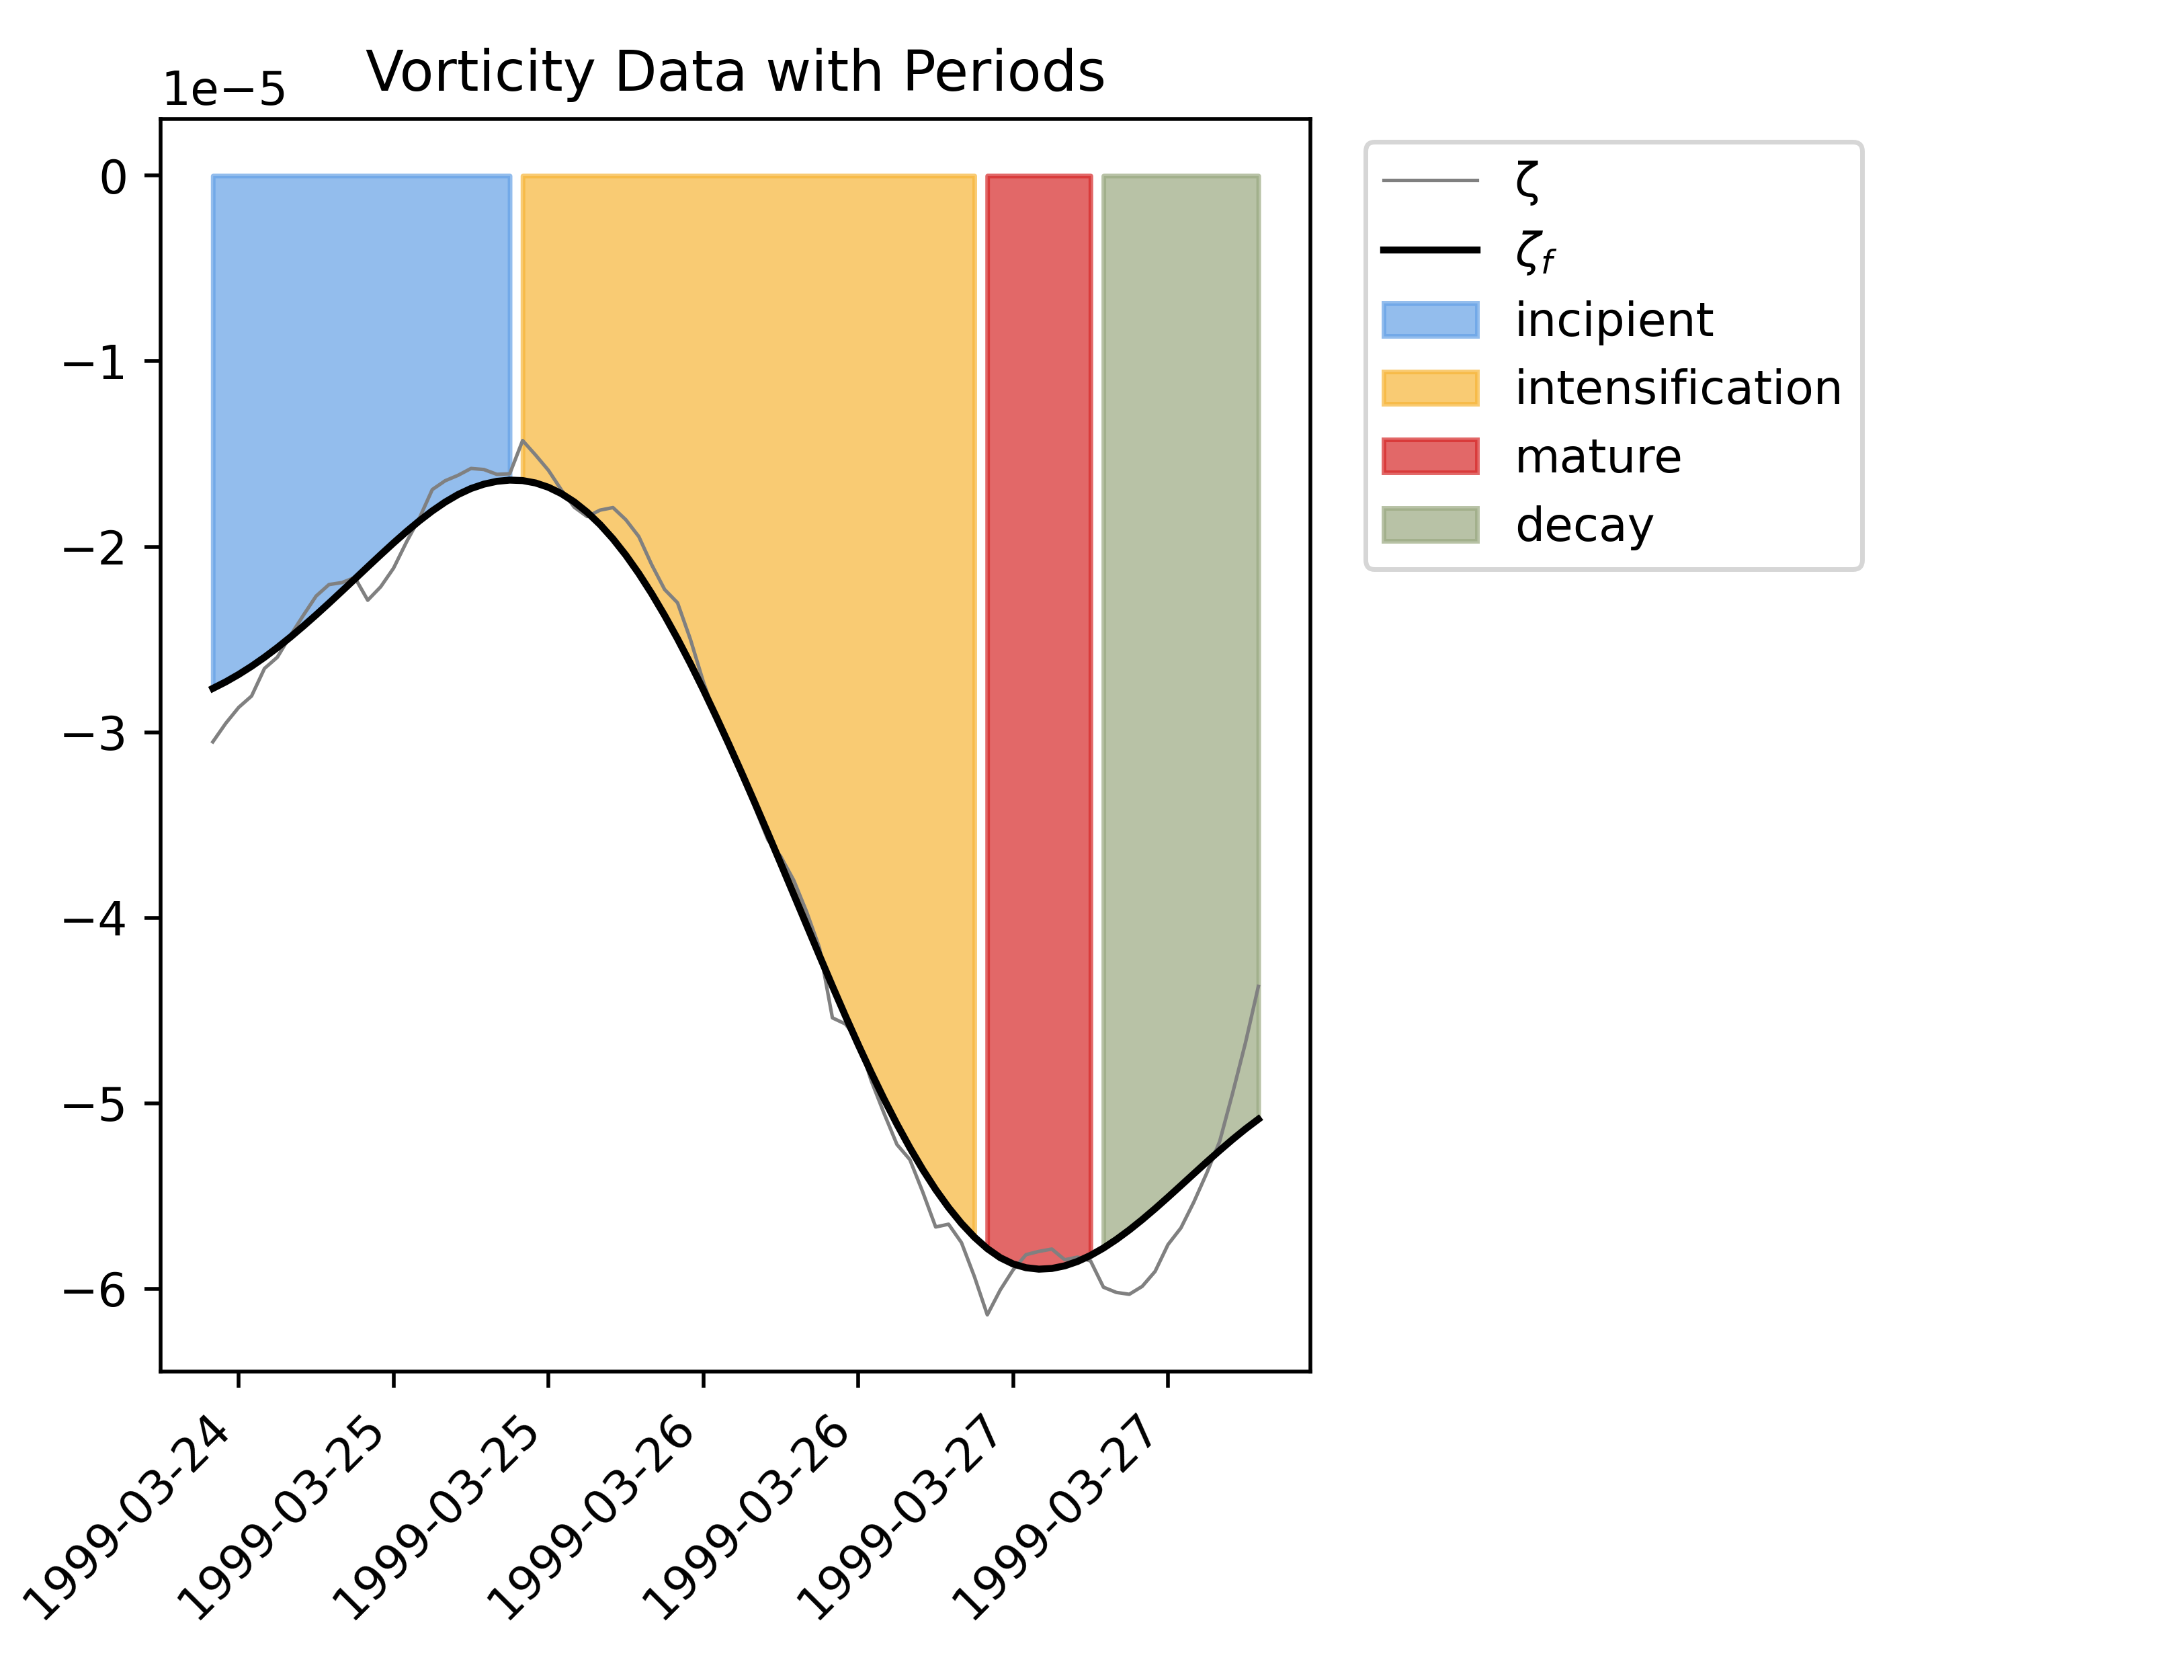 Vorticity Data with Periods
1e−5
0
−1
−2
−3
−4
−5
−6
1999-03-24
1999-03-25
1999-03-25
1999-03-26
1999-03-26
1999-03-27
1999-03-27
ζ
ζf
incipient
intensification
mature
decay